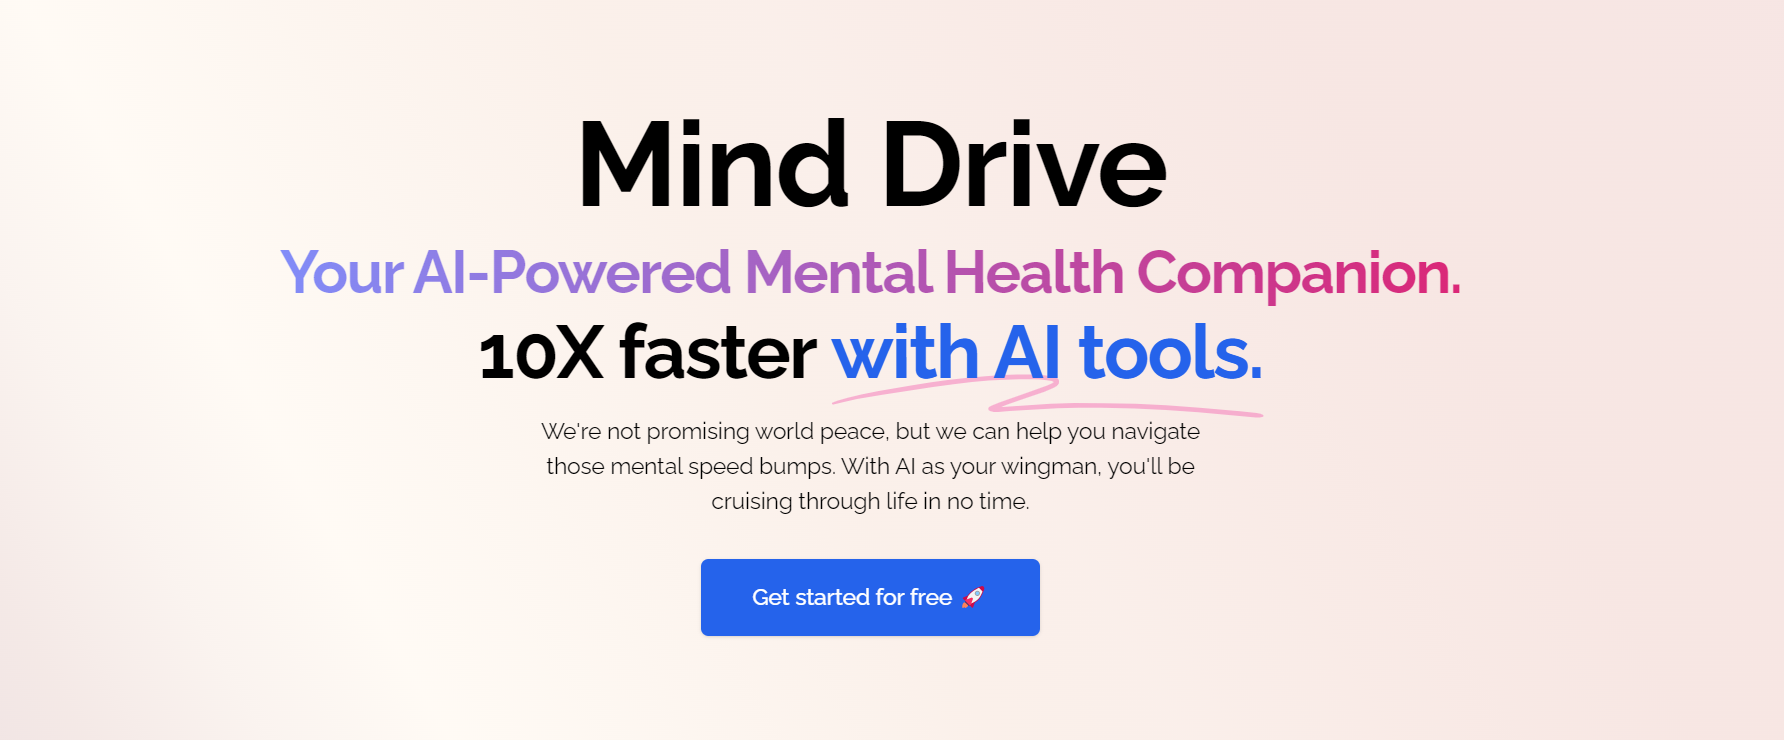 Mind Drive
Your AI-Powered Mental Health Companion.
10X faster with AI tools.
We're not promising world peace, but we can help you navigate
those mental speed bumps. With AI as your wingman, you'll be
cruising through life in no time.
Get started for free 🚀